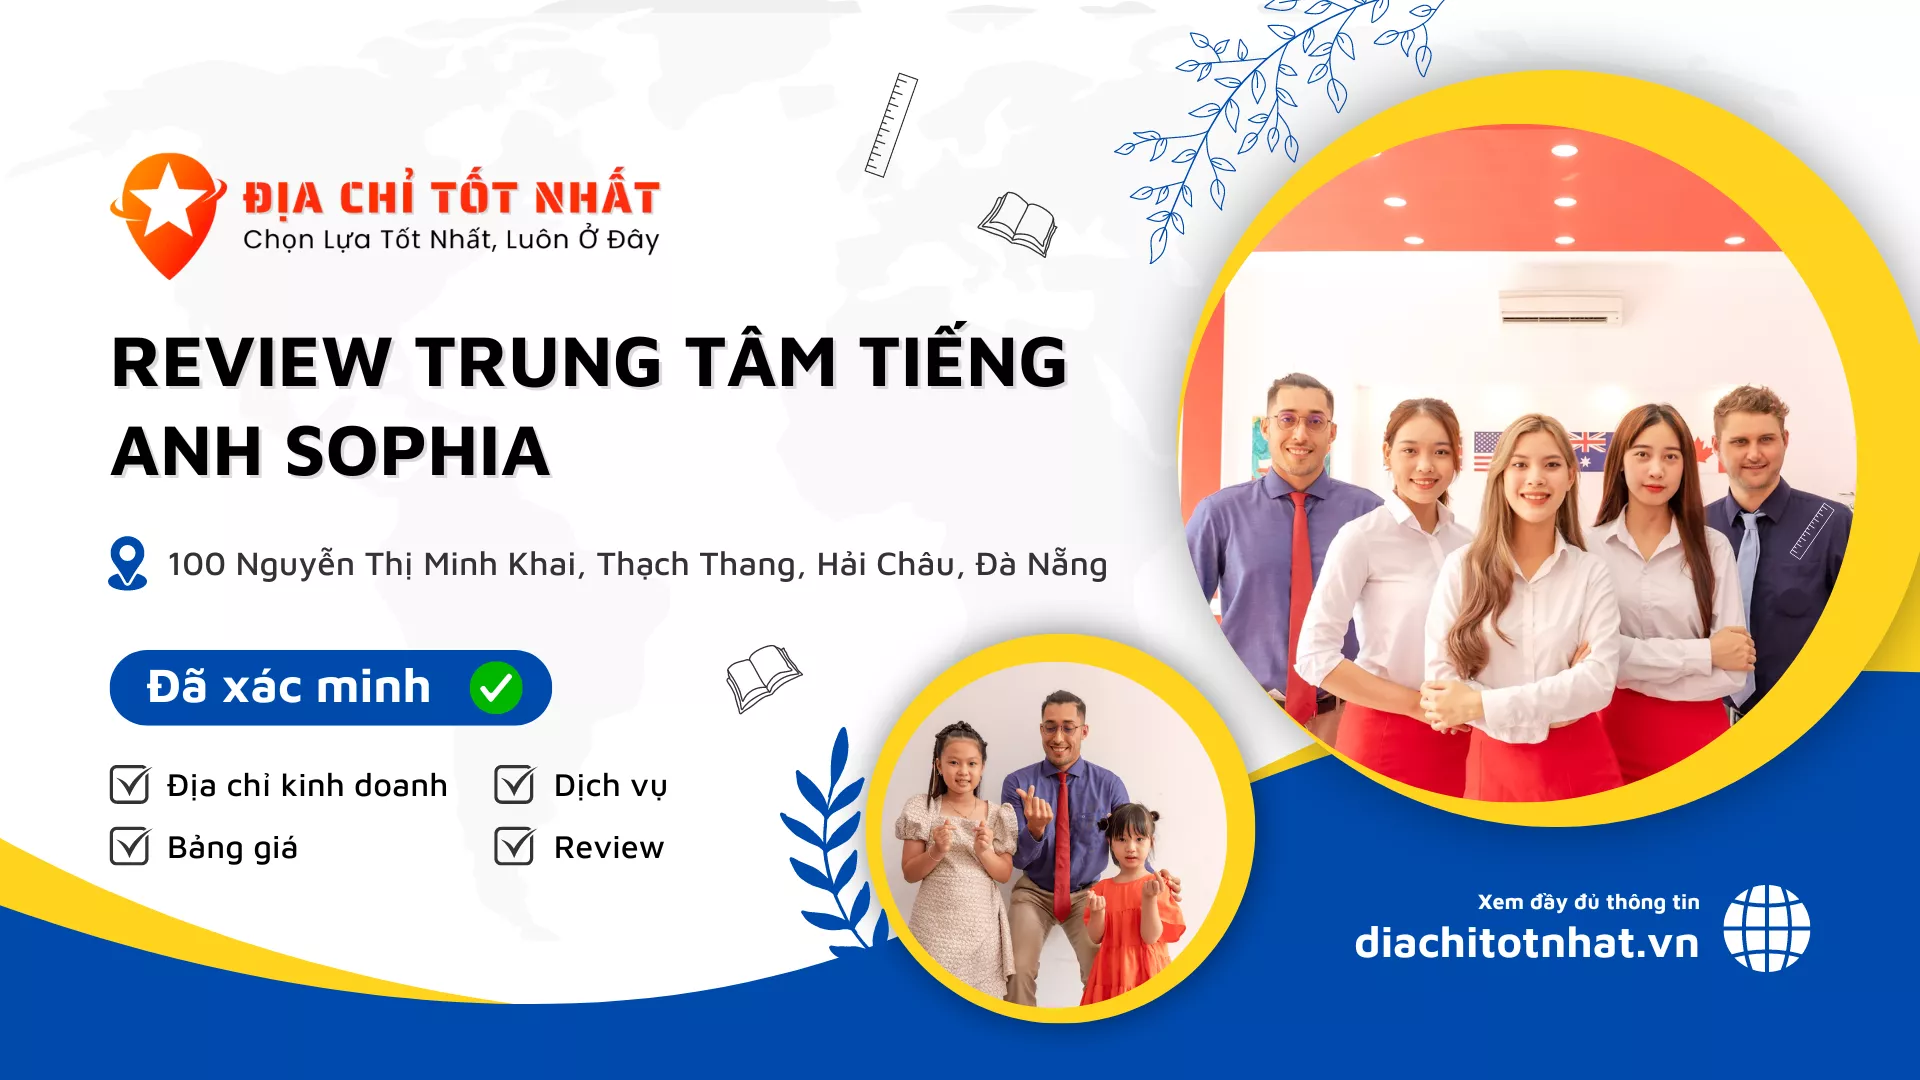 ĐỊA CHỈ TỐT NHẤT
Chọn Lựa Tốt Nhất, Luôn Ở Đây
REVIEW TRUNG TÂM TIẾNG
ANH SOPHIA
100 Nguyễn Thị Minh Khai, Thạch Thang, Hải Châu, Đà Nẵng
Đã xác minh
Địa chỉ kinh doanh
Dịch vụ
Bảng giá
Review
Xem đầy đủ thông tin
diachitotnhat.vn